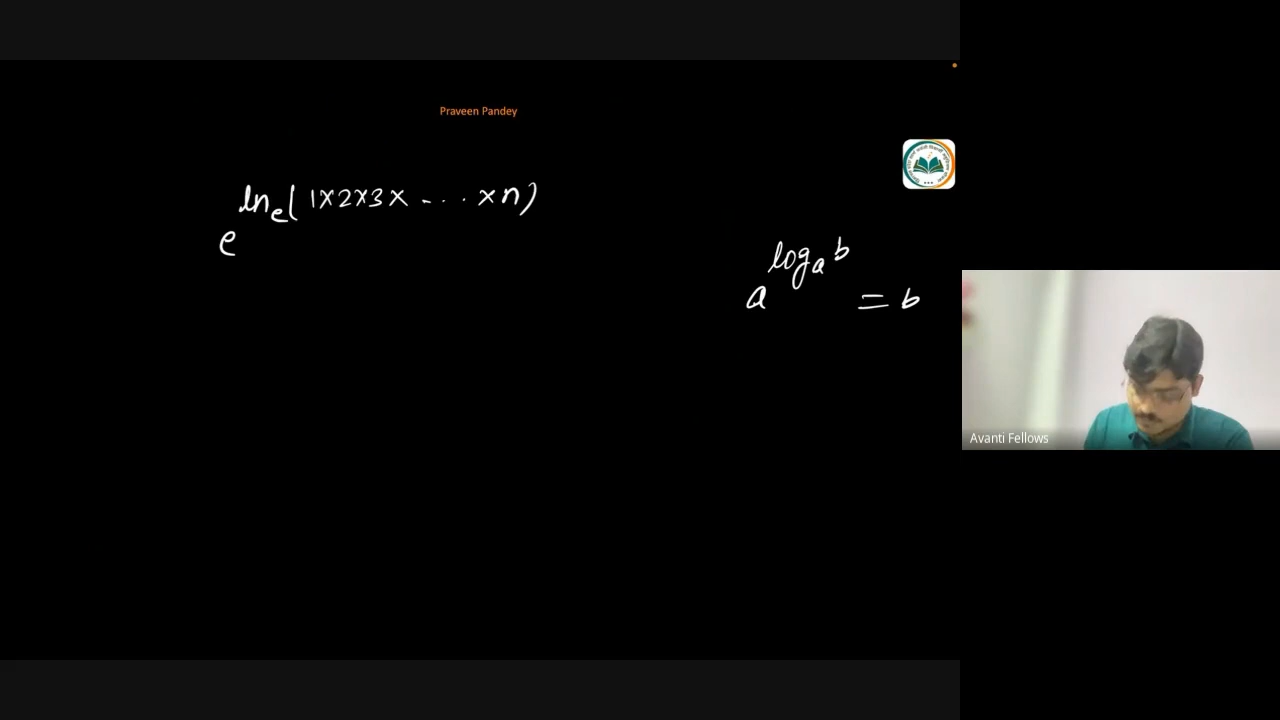 Praveen Pandey
e^{ln_e(1×2×3×-...×n)}
a^{log_a b} = b
Avanti Fellows